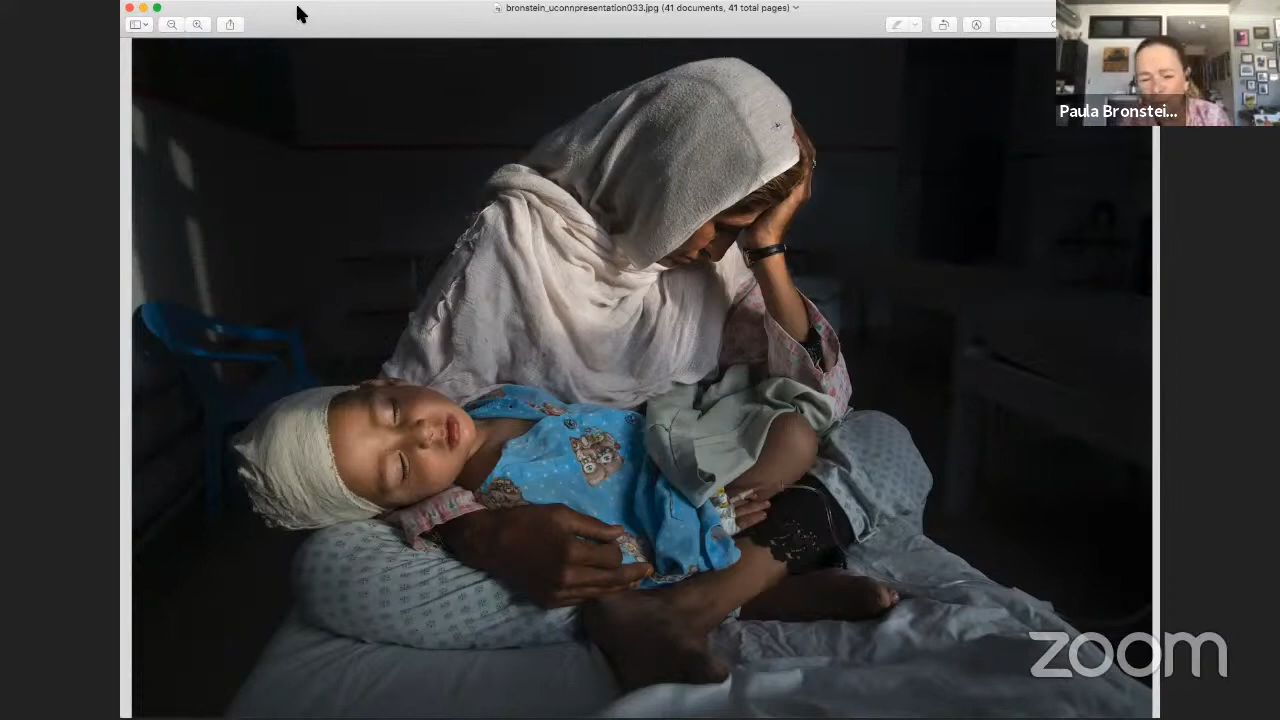 bronstein_uconnpresentation033.jpg (41 documents, 41 total pages)
Paula Bronstei...
zoom